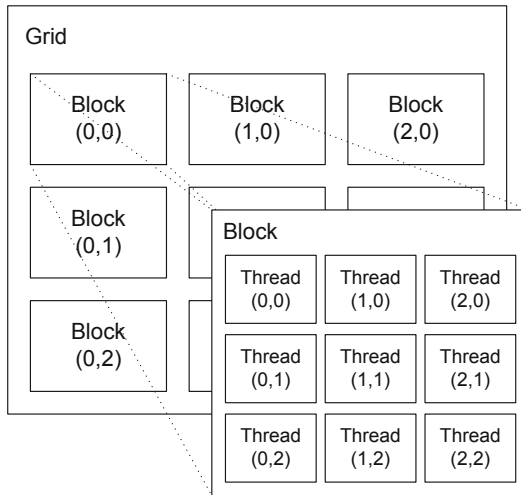 Grid
Block
(0,0)
Block
(1,0)
Block
(2,0)
Block
(0,1)
Block
(0,2)
Block
Thread
(0,0)
Thread
(1,0)
Thread
(2,0)
Thread
(0,1)
Thread
(1,1)
Thread
(2,1)
Thread
(0,2)
Thread
(1,2)
Thread
(2,2)